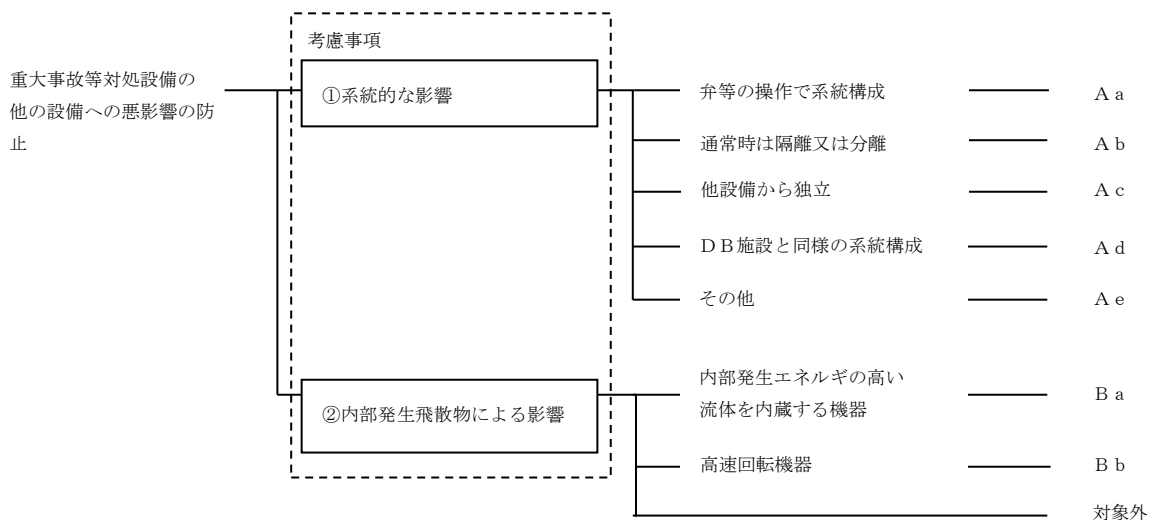 考慮事項
重大事故等対処設備の
他の設備への悪影響の防
止
①系統的な影響
弁等の操作で系統構成
Ａａ
通常時は隔離又は分離
Ａｂ
他設備から独立
Ａｃ
ＤＢ施設と同様の系統構成
Ａｄ
その他
Ａｅ
②内部発生飛散物による影響
内部発生エネルギの高い
流体を内蔵する機器
Ｂａ
高速回転機器
Ｂｂ
対象外